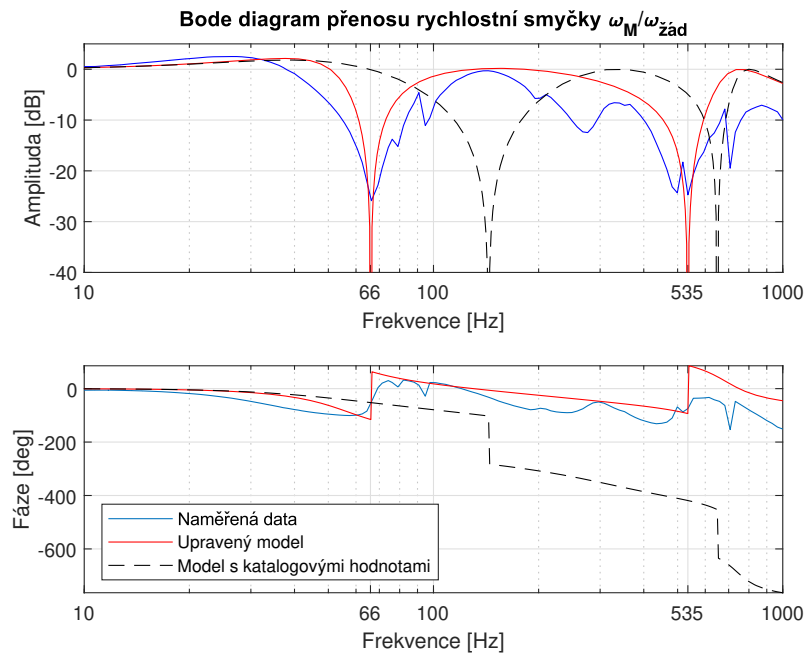 Bode diagram přenosu rychlostní smyčky ω_M/ω_žád
Amplituda [dB]
0
-10
-20
-30
-40
10 66 100 535 1000
Frekvence [Hz]
Fáze [deg]
0
-200
-400
-600
Naměřená data
Upravený model
Model s katalogovými hodnotami
10 66 100 535 1000
Frekvence [Hz]